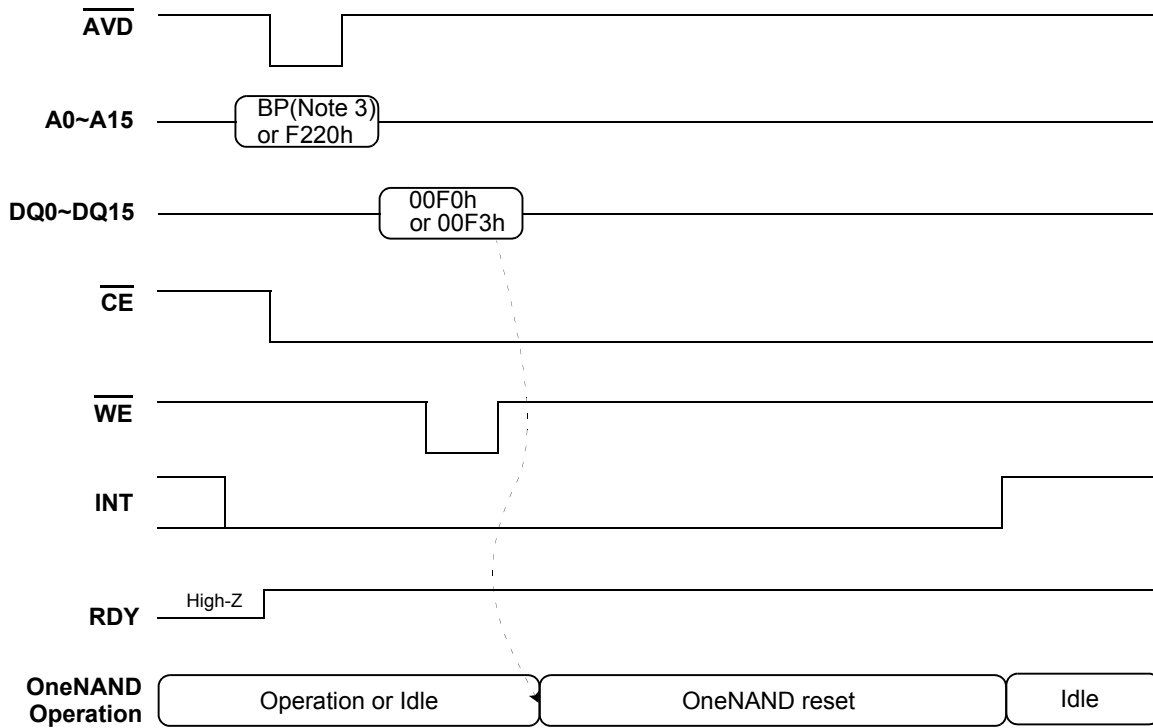 AVD
A0~A15
BP(Note 3)
or F220h
DQ0~DQ15
00F0h
or 00F3h
CE
WE
INT
High-Z
RDY
OneNAND
Operation
Operation or Idle
OneNAND reset
Idle